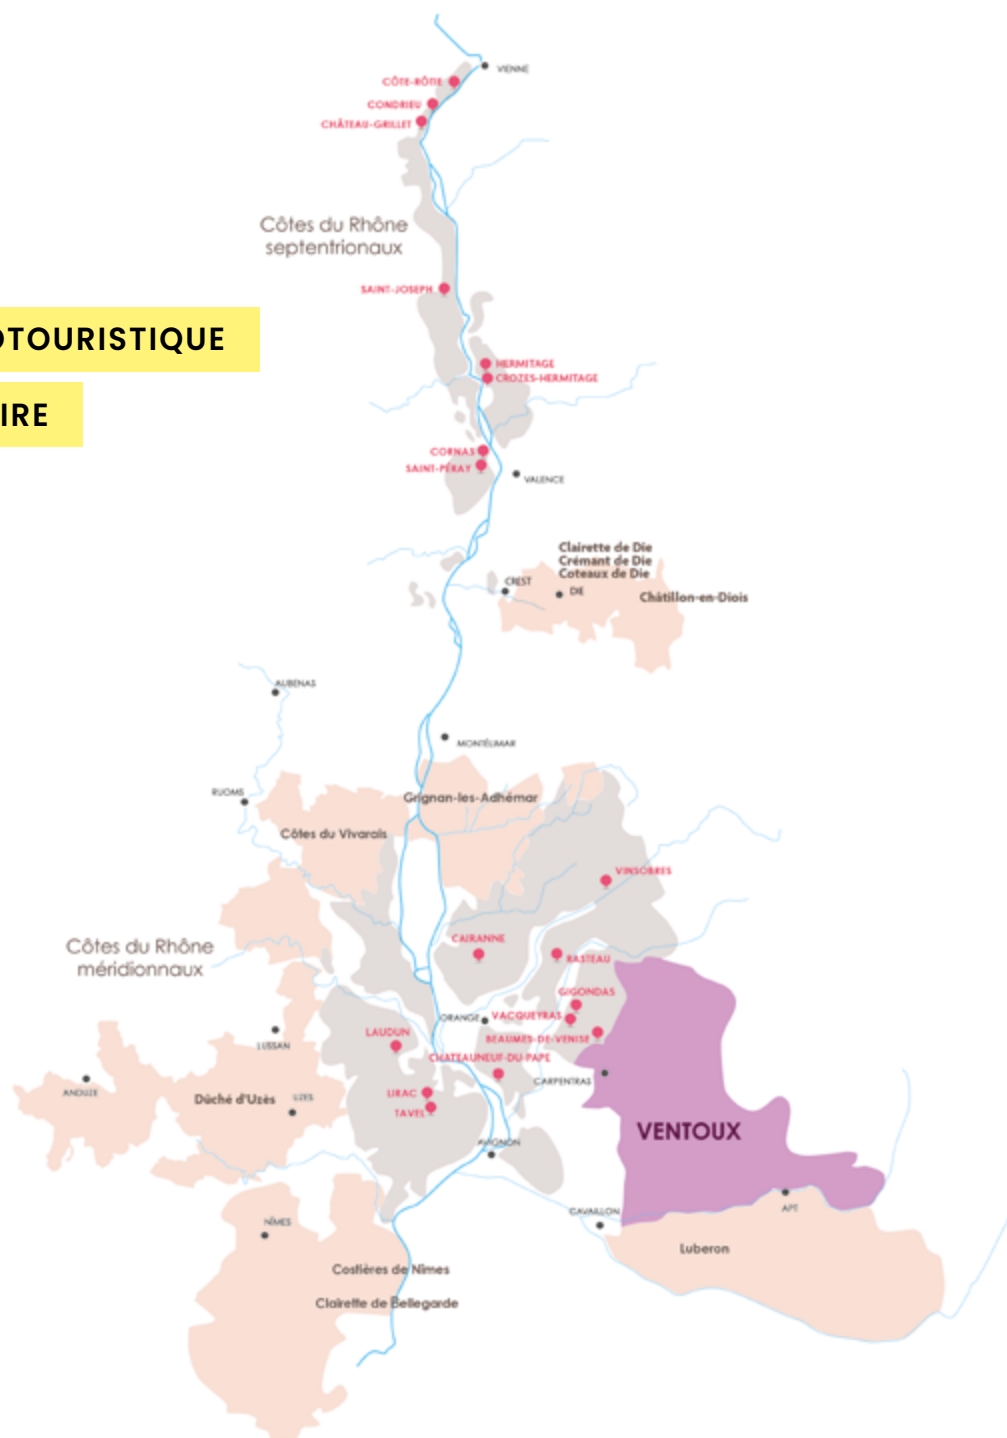 VIENNE
CÔTE-RÔTIE
CONDRIEU
CHÂTEAU-GRILLET
Côtes du Rhône
septentrionaux
SAINT-JOSEPH
OTOURISTIQUE
HERMITAGE
CROZES-HERMITAGE
IRE
CORNAS
SAINT-PÉRAY
VALENCE
Clairette de Die
Crémant de Die
Coteaux de Die
CREST
DIE
Châtillon-en-Diois
AUBENAS
MONTÉLIMAR
RUOMS
Grignan-les-Adhémar
Côtes du Vivarais
VINSOBRES
CAIRANNE
Côtes du Rhône
méridionnaux
RASTEAU
GIGONDAS
ORANGE
VACQUEYRAS
LAUDUN
BEAUMES-DE-VENISE
LUSSAN
CHATEAUNEUF-DU-PAPE
CARPENTRAS
ANDUZE
LIRAC
Dûché d'Uzès
UZES
TAVEL
VENTOUX
AVIGNON
APT
CAVAILLON
NÎMES
Luberon
Costières de Nîmes
Clairette de Bellegarde